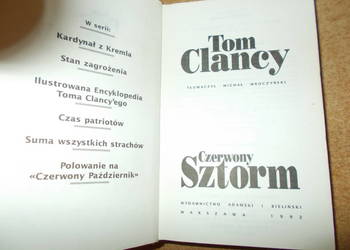 W serii:
Kardynał z Kremla
Stan zagrożenia
Ilustrowana Encyklopedia
Toma Clancy'ego
Czas patriotów
Suma wszystkich strachów
Polowanie na
«Czerwony Październik»
Tom
Clancy
TŁUMACZYŁ MICHAŁ WROCZYŃSKI
Czerwony
Sztorm
WYDAWNICTWO ADAMSKI I BIELIŃSKI
WARSZAWA 1992